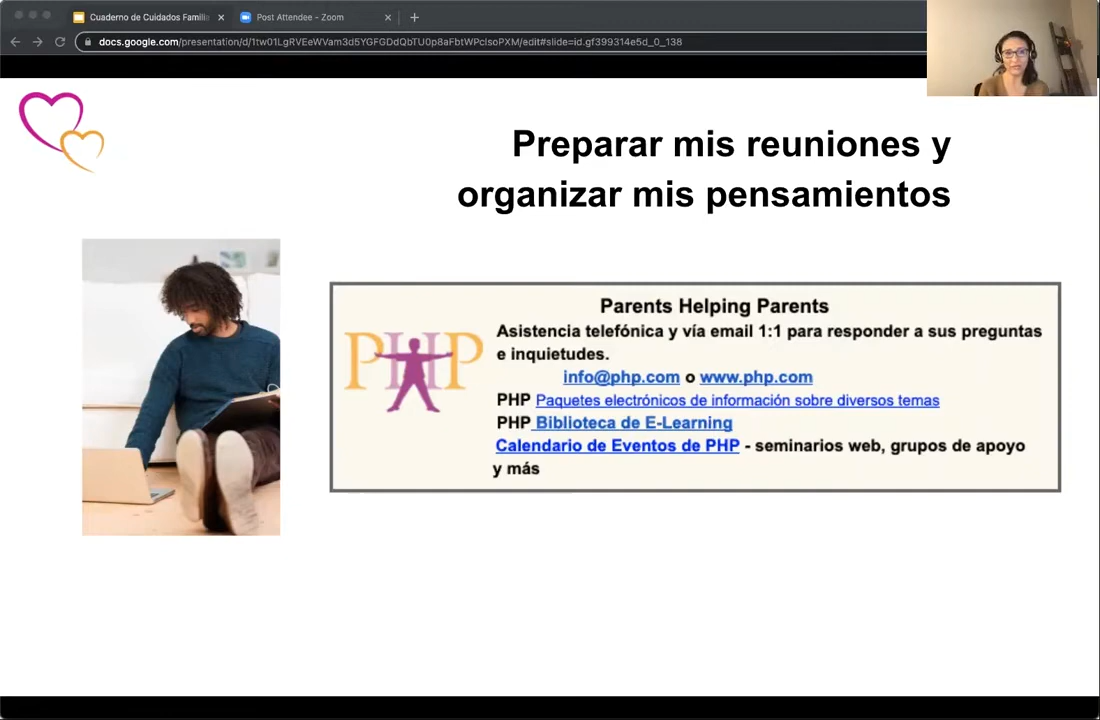 Cuaderno de Cuidados Familia
Post Attendee - Zoom
docs.google.com/presentation/d/1tw01LgRVEeWVam3d5YGFGDdQbTU0p8aFbtWPcIsoPXM/edit#slide=id.gf399314e5d_0_138
Preparar mis reuniones y
organizar mis pensamientos
Parents Helping Parents
PHP
Asistencia telefónica y vía email 1:1 para responder a sus preguntas
e inquietudes.
info@php.com o www.php.com
PHP Paquetes electrónicos de información sobre diversos temas
PHP Biblioteca de E-Learning
Calendario de Eventos de PHP - seminarios web, grupos de apoyo
y más